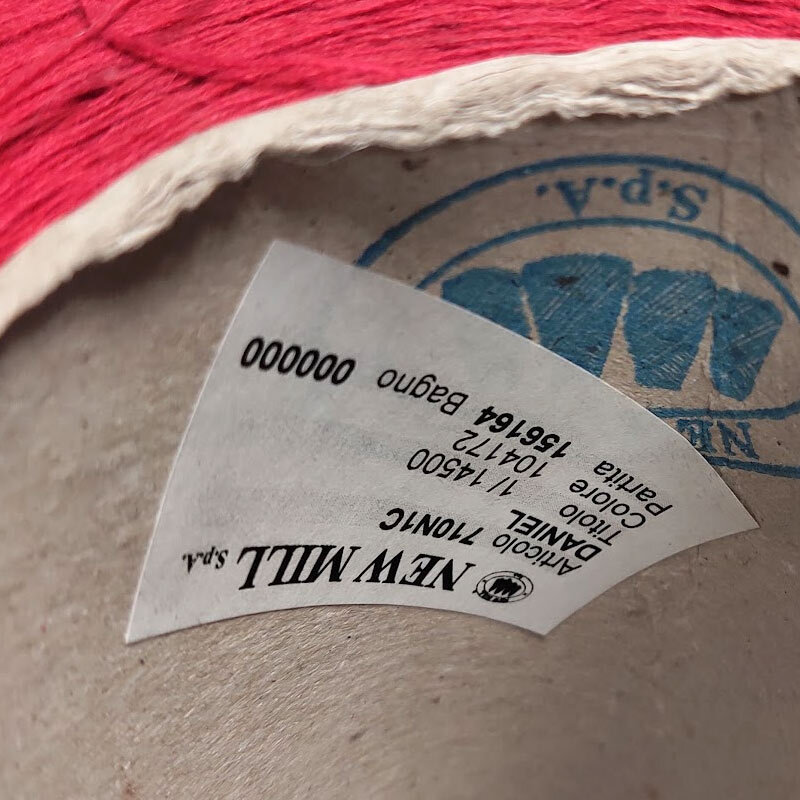 NEW MILL S.p.A.
Articolo 710N1C
DANIEL
Titolo 1/ 14500
Colore 104172
Partita 156164 Bagno 000000
S.p.A.